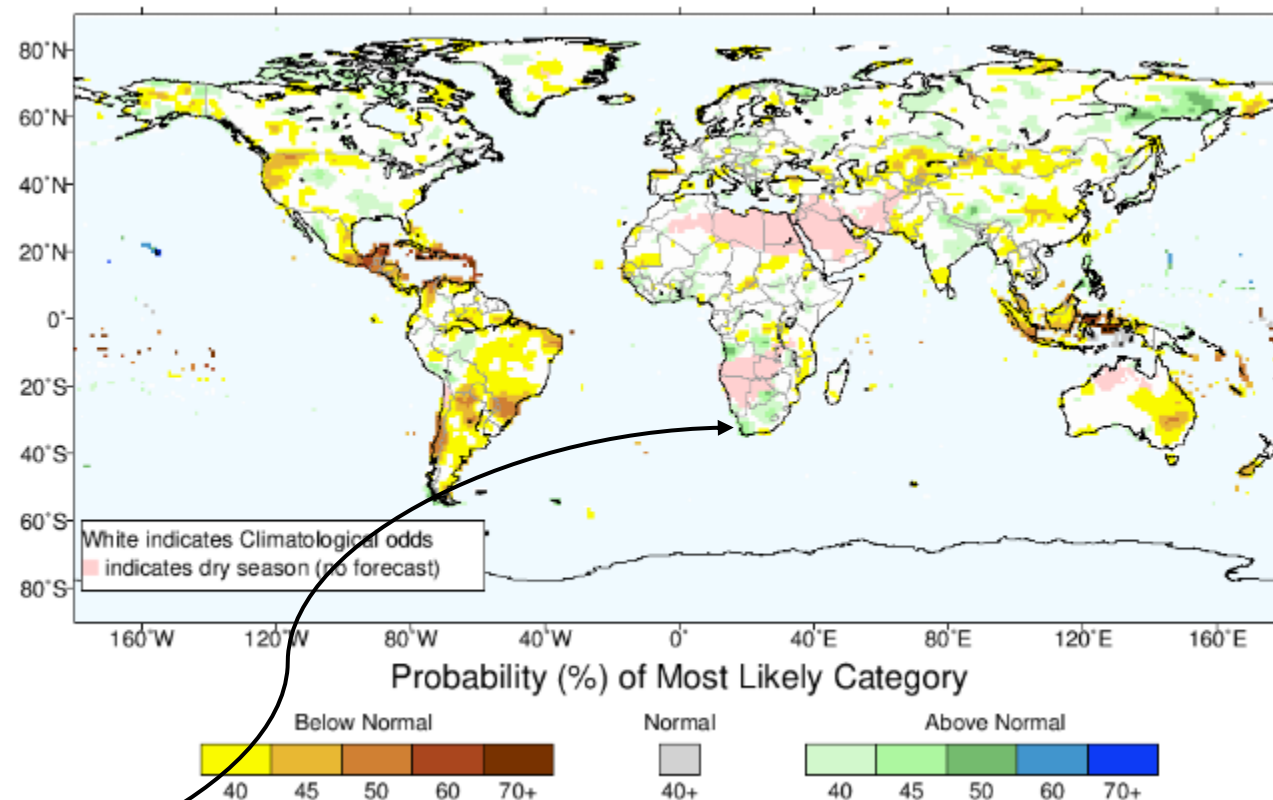 80°N
60°N
40°N
20°N
0°
20°S
40°S
60°S
80°S
White indicates Climatological odds
indicates dry season (no forecast)
160°W 120°W 80°W 40°W 0° 40°E 80°E 120°E 160°E
Probability (%) of Most Likely Category
Below Normal Normal Above Normal
40 45 50 60 70+ 40+ 40 45 50 60 70+